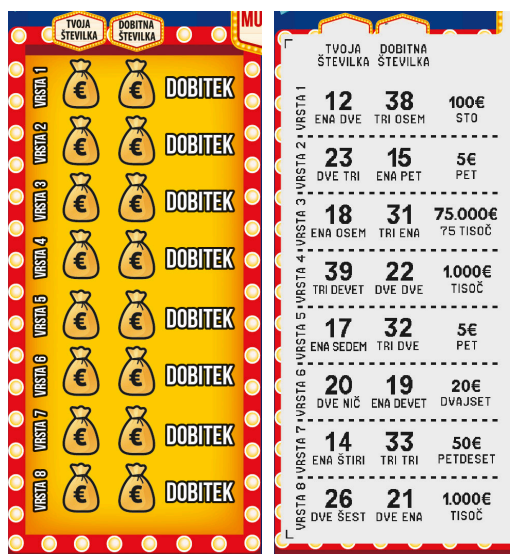 TVOJA ŠTEVILKA
DOBITNA ŠTEVILKA
MU
VRSTA 1 € € DOBITEK
VRSTA 2 € € DOBITEK
VRSTA 3 € € DOBITEK
VRSTA 4 € € DOBITEK
VRSTA 5 € € DOBITEK
VRSTA 6 € € DOBITEK
VRSTA 7 € € DOBITEK
VRSTA 8 € € DOBITEK
TVOJA DOBITNA
ŠTEVILKA ŠTEVILKA
VRSTA 1
12 38 100€
ENA DVE TRI OSEM STO
VRSTA 2
23 15 5€
DVE TRI ENA PET PET
VRSTA 3
18 31 75.000€
ENA OSEM TRI ENA 75 TISOČ
VRSTA 4
39 22 1.000€
TRI DEVET DVE DVE TISOČ
VRSTA 5
17 32 5€
ENA SEDEM TRI DVE PET
VRSTA 6
20 19 20€
DVE NIČ ENA DEVET DVAJSET
VRSTA 7
14 33 50€
ENA ŠTIRI TRI TRI PETDESET
VRSTA 8
26 21 1.000€
DVE ŠEST DVE ENA TISOČ